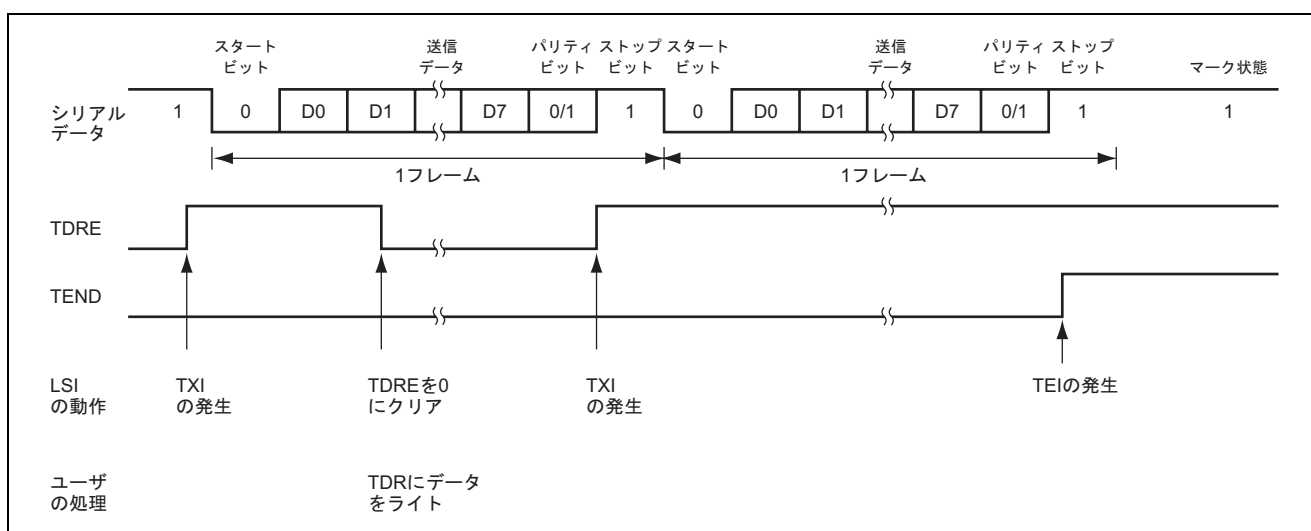 スタート
ビット
送信
データ
パリティ
ビット
ストップ
ビット
スタート
ビット
送信
データ
パリティ
ビット
ストップ
ビット
マーク状態
シリアル
データ
1 0 D0 D1 D7 0/1 1 0 D0 D1 D7 0/1 1 1
1フレーム 1フレーム
TDRE
TEND
LSI
の動作
TXI
の発生
TDREを0
にクリア
TXI
の発生
TEIの発生
ユーザ
の処理
TDRにデータ
をライト